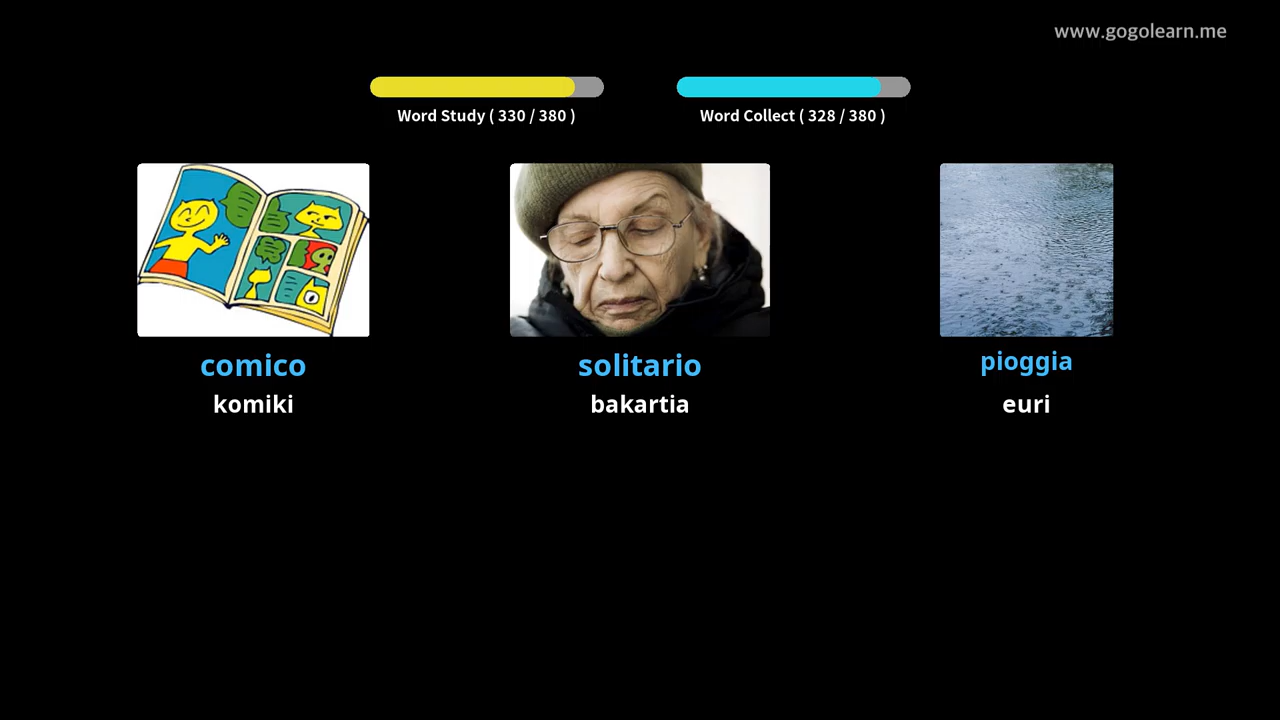 www.gogolearn.me
Word Study ( 330 / 380 )
Word Collect ( 328 / 380 )
comico
solitario
pioggia
komiki
bakartia
euri